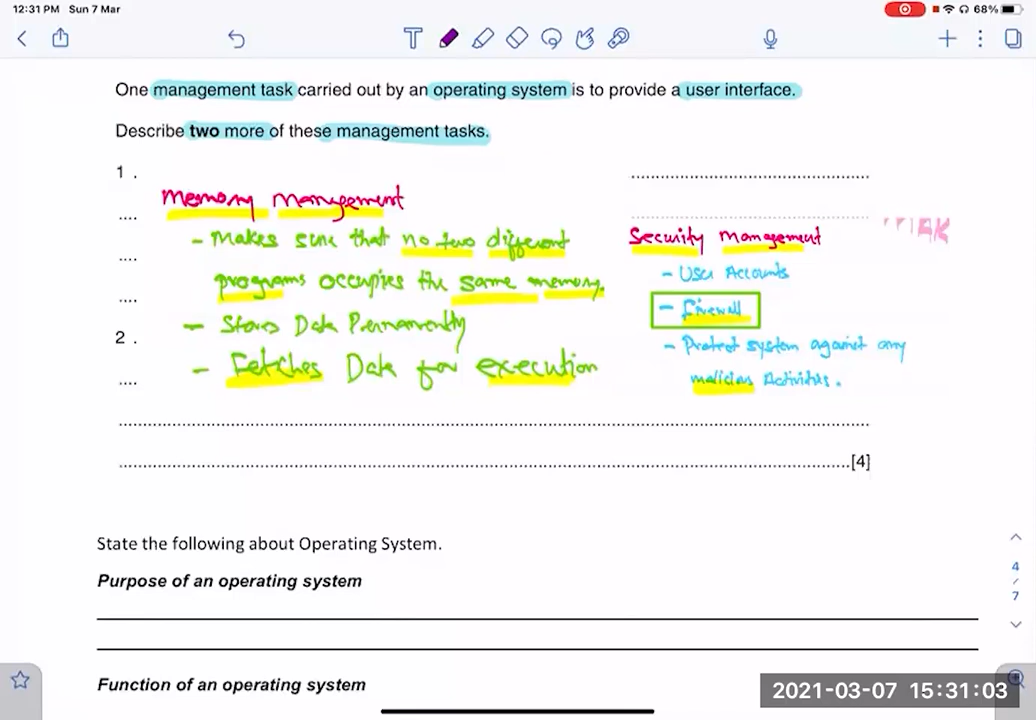 12:31 PM Sun 7 Mar
68%
One management task carried out by an operating system is to provide a user interface.
Describe two more of these management tasks.
1 .
....
....
....
2 .
....
Memory Management
- Makes sure that no two different
programs occupies the same memory.
- Stores Data Permanently
- Fetches Data for execution
Security Management
- User Accounts
- Firewall
- Protect system against any
malicius Activities.
[4]
State the following about Operating System.
Purpose of an operating system
Function of an operating system
4
/
7
2021-03-07 15:31:03